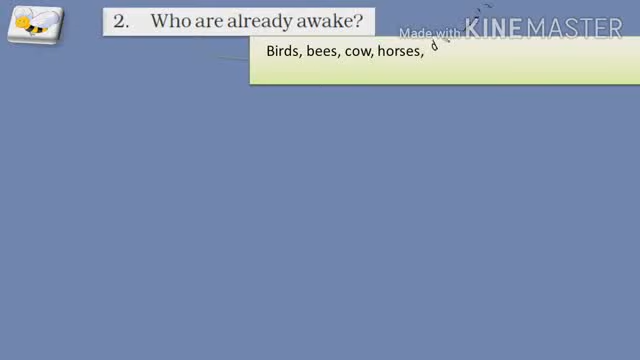 2. Who are already awake?
Made with KINEMASTER
Birds, bees, cow, horses,